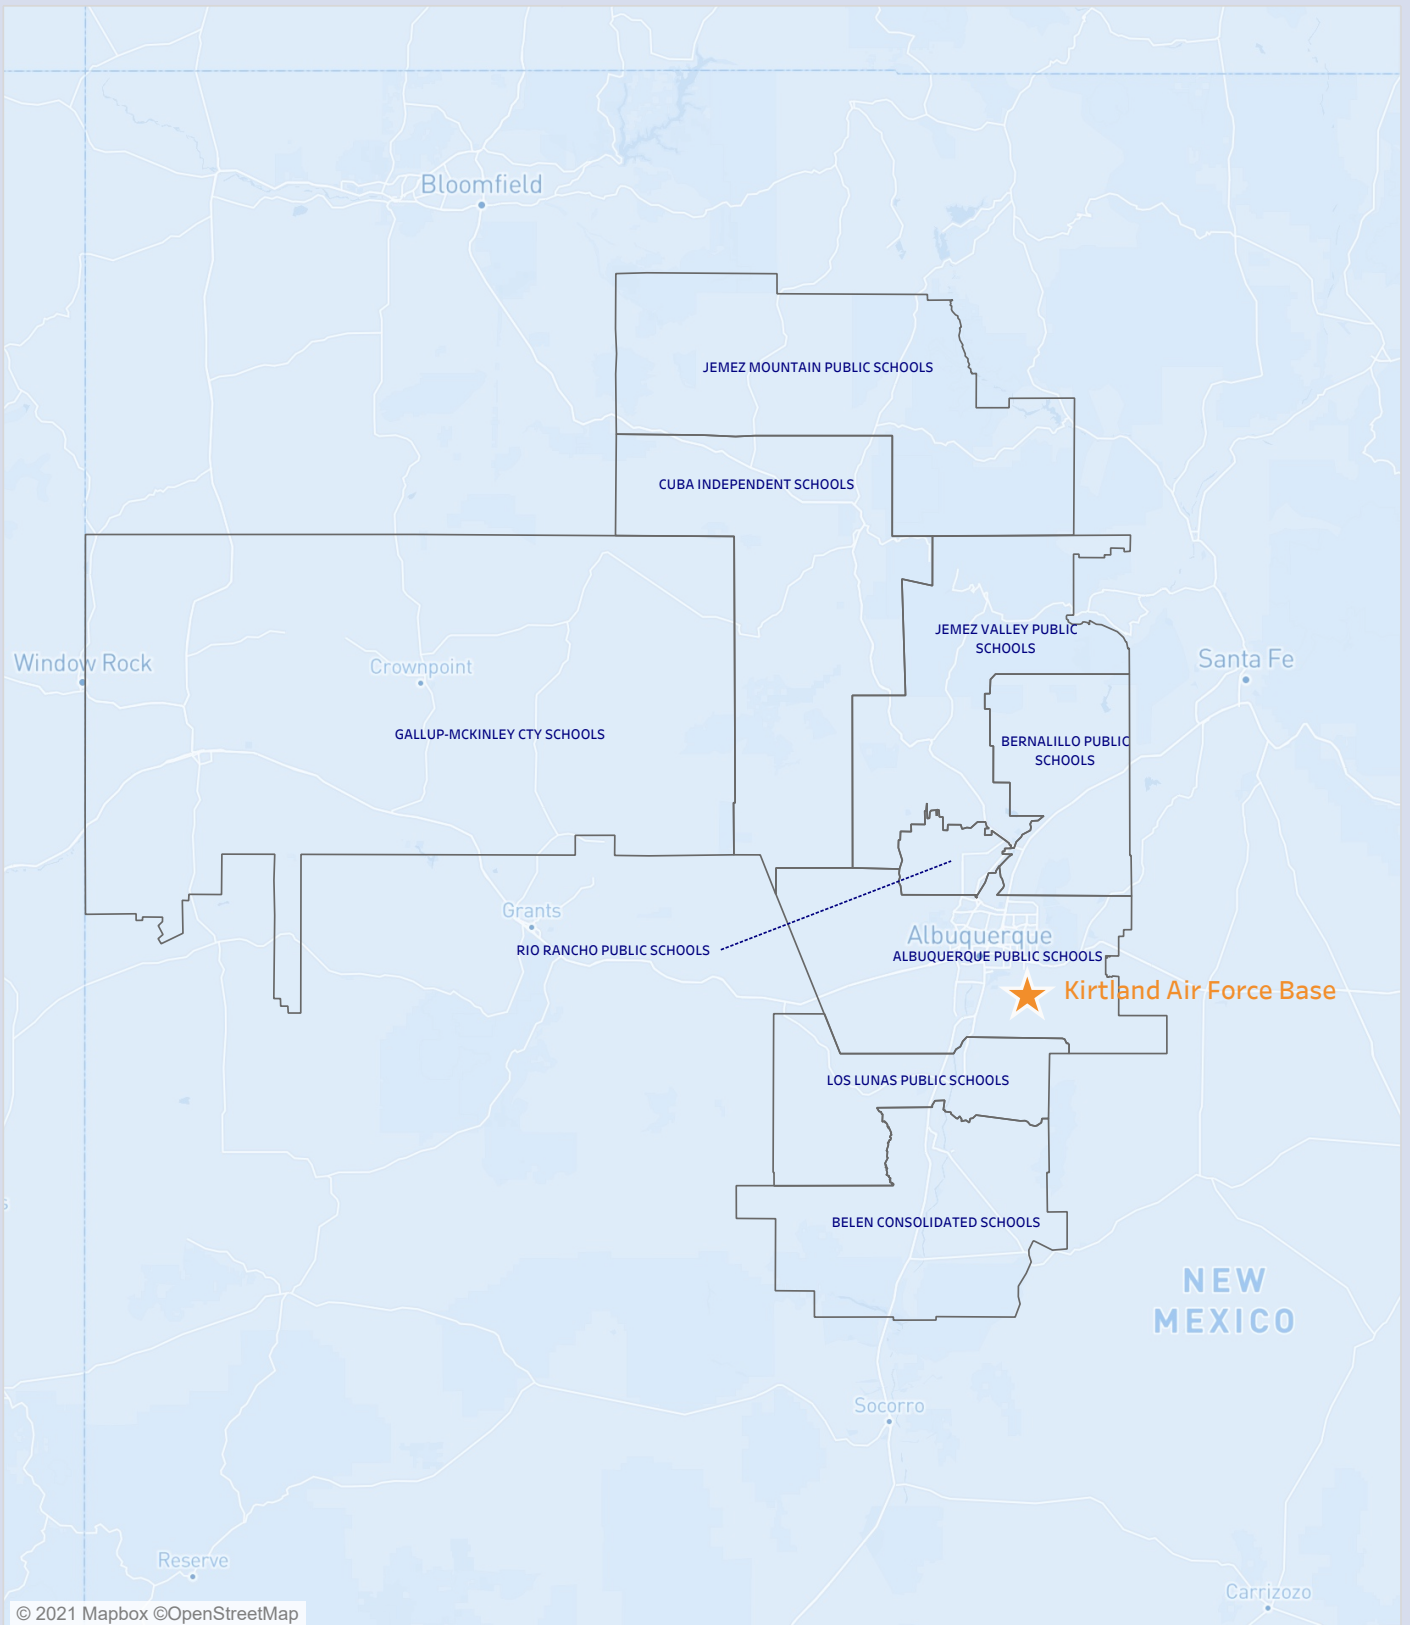 Bloomfield
JEMEZ MOUNTAIN PUBLIC SCHOOLS
CUBA INDEPENDENT SCHOOLS
JEMEZ VALLEY PUBLIC
SCHOOLS
Window Rock
Crownpoint
Santa Fe
GALLUP-MCKINLEY CTY SCHOOLS
BERNALILLO PUBLIC
SCHOOLS
Grants
RIO RANCHO PUBLIC SCHOOLS
Albuquerque
ALBUQUERQUE PUBLIC SCHOOLS
Kirtland Air Force Base
LOS LUNAS PUBLIC SCHOOLS
BELEN CONSOLIDATED SCHOOLS
NEW
MEXICO
Socorro
Reserve
Carrizozo
© 2021 Mapbox ©OpenStreetMap